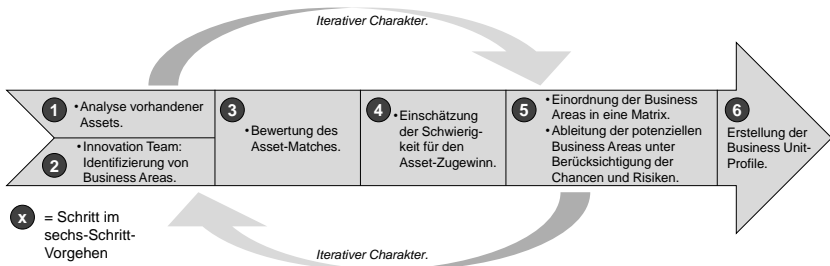 Iterativer Charakter.
1
•Analyse vorhandener
Assets.
2
•Innovation Team:
Identifizierung von
Business Areas.
3
•Bewertung des
Asset-Matches.
4
•Einschätzung
der Schwierig-
keit für den
Asset-Zugewinn.
5
•Einordnung der Business
Areas in eine Matrix.
•Ableitung der potenziellen
Business Areas unter
Berücksichtigung der
Chancen und Risiken.
6
Erstellung der
Business Unit-
Profile.
x
= Schritt im
sechs-Schritt-
Vorgehen
Iterativer Charakter.